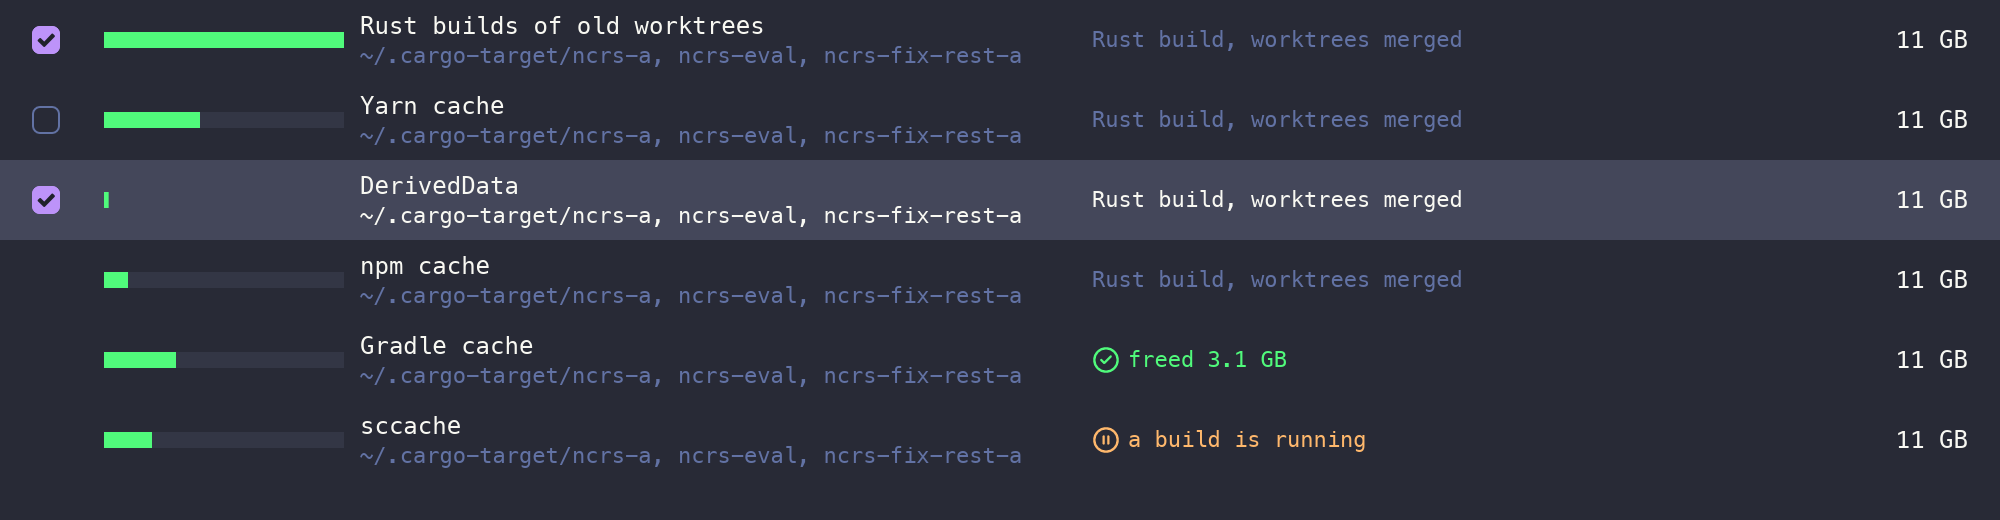 Rust builds of old worktrees
~/.cargo-target/ncrs-a, ncrs-eval, ncrs-fix-rest-a
Rust build, worktrees merged
11 GB
Yarn cache
~/.cargo-target/ncrs-a, ncrs-eval, ncrs-fix-rest-a
Rust build, worktrees merged
11 GB
DerivedData
~/.cargo-target/ncrs-a, ncrs-eval, ncrs-fix-rest-a
Rust build, worktrees merged
11 GB
npm cache
~/.cargo-target/ncrs-a, ncrs-eval, ncrs-fix-rest-a
Rust build, worktrees merged
11 GB
Gradle cache
~/.cargo-target/ncrs-a, ncrs-eval, ncrs-fix-rest-a
freed 3.1 GB
11 GB
sccache
~/.cargo-target/ncrs-a, ncrs-eval, ncrs-fix-rest-a
a build is running
11 GB